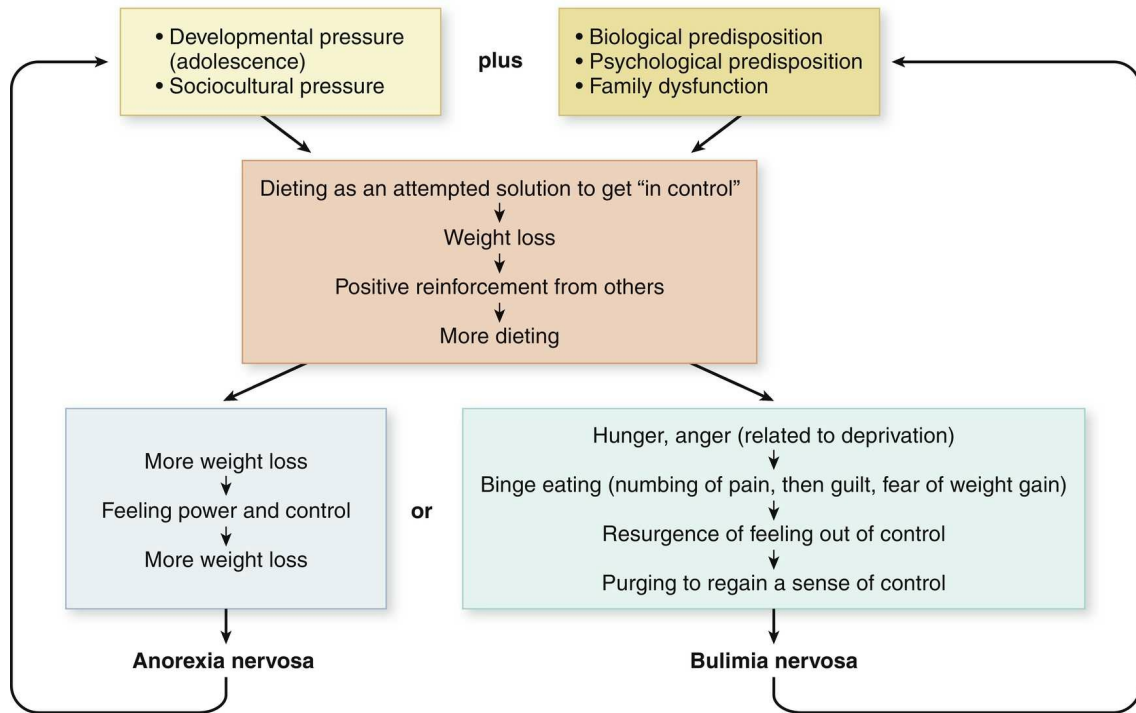 • Developmental pressure
(adolescence)
• Sociocultural pressure
plus
• Biological predisposition
• Psychological predisposition
• Family dysfunction
Dieting as an attempted solution to get “in control”
Weight loss
Positive reinforcement from others
More dieting
More weight loss
Feeling power and control
More weight loss
or
Hunger, anger (related to deprivation)
Binge eating (numbing of pain, then guilt, fear of weight gain)
Resurgence of feeling out of control
Purging to regain a sense of control
Anorexia nervosa
Bulimia nervosa